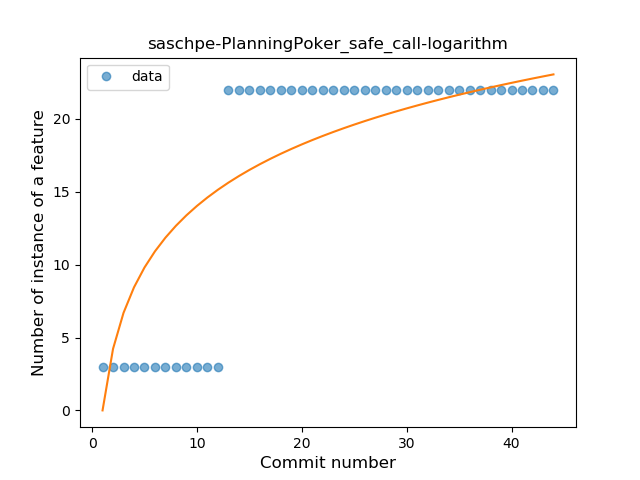 saschpe-PlanningPoker_safe_call-logarithm
data
Number of instance of a feature
20
15
10
5
0
0 10 20 30 40
Commit number